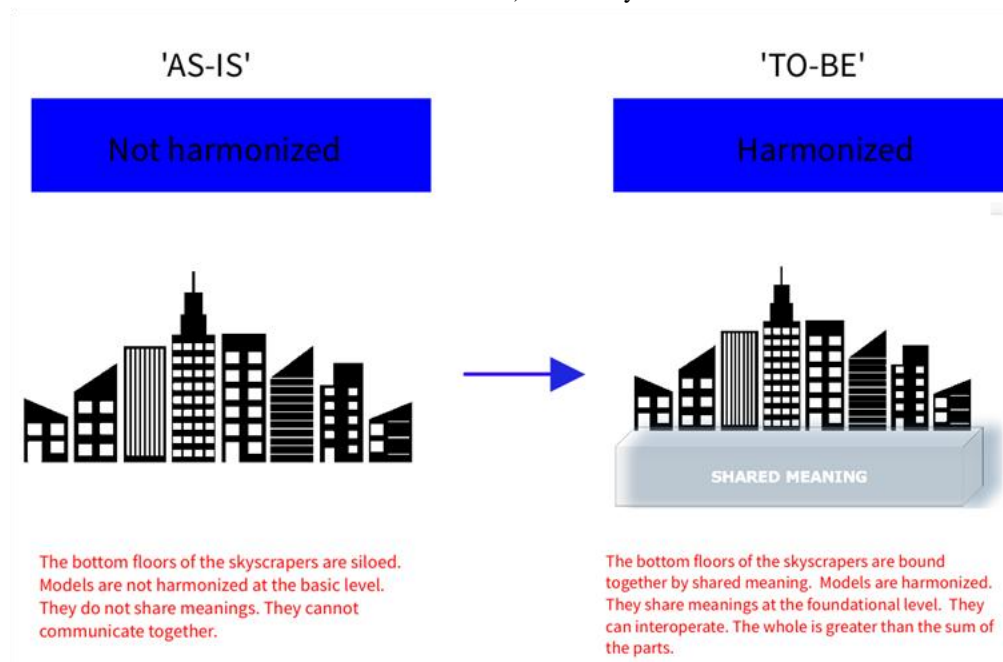 'AS-IS'
Not harmonized
The bottom floors of the skyscrapers are siloed.
Models are not harmonized at the basic level.
They do not share meanings. They cannot
communicate together.
'TO-BE'
Harmonized
SHARED MEANING
The bottom floors of the skyscrapers are bound
together by shared meaning.  Models are harmonized.
They share meanings at the foundational level.  They
can interoperate. The whole is greater than the sum of
the parts.